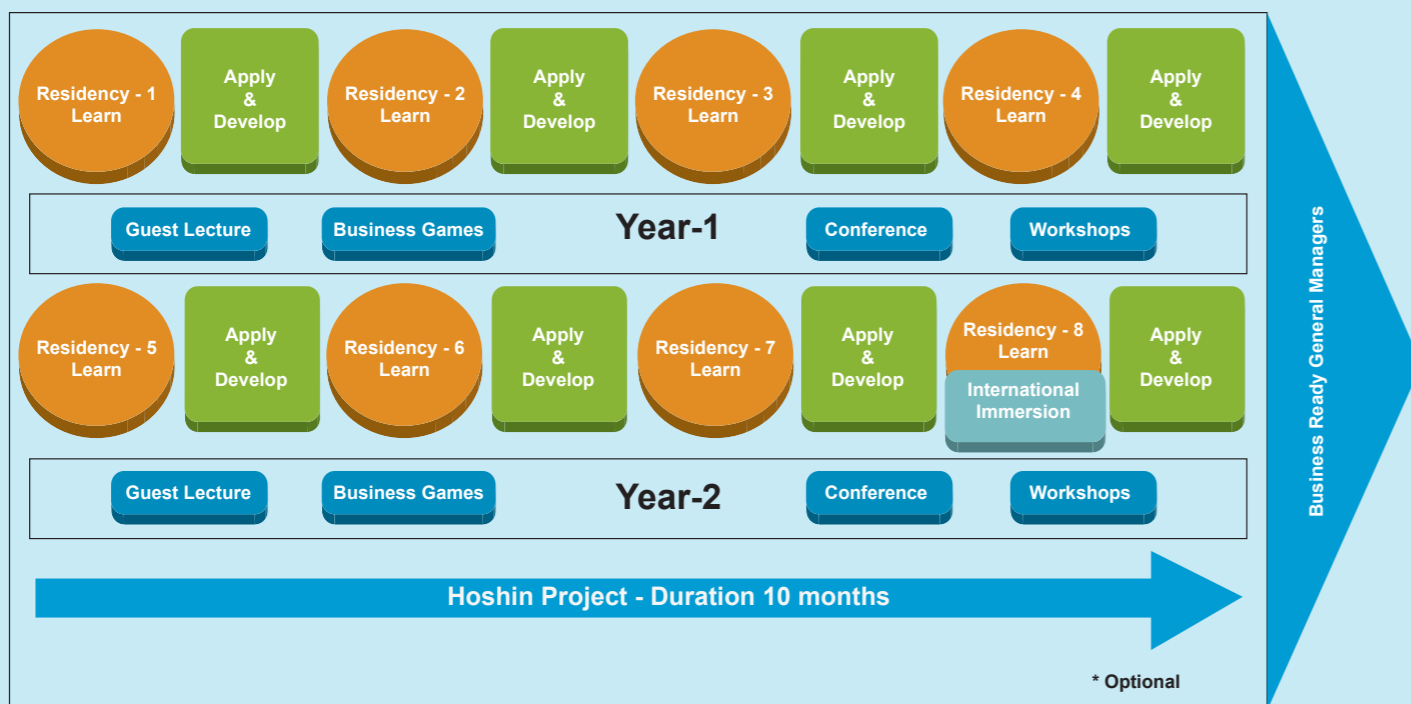 Residency - 1
Learn
Apply
&
Develop
Residency - 2
Learn
Apply
&
Develop
Residency - 3
Learn
Apply
&
Develop
Residency - 4
Learn
Apply
&
Develop
Guest Lecture
Business Games
Year-1
Conference
Workshops
Residency - 5
Learn
Apply
&
Develop
Residency - 6
Learn
Apply
&
Develop
Residency - 7
Learn
Apply
&
Develop
Residency - 8
Learn
International
Immersion
Apply
&
Develop
Guest Lecture
Business Games
Year-2
Conference
Workshops
Hoshin Project - Duration 10 months
* Optional
Business Ready General Managers